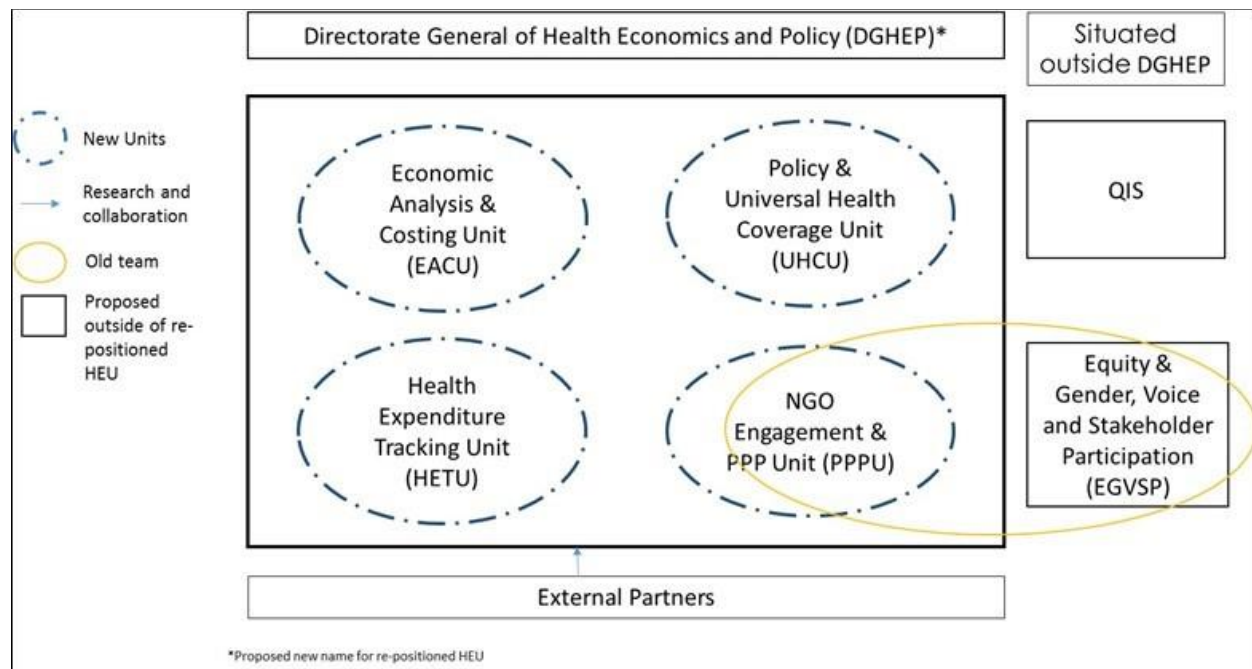 Directorate General of Health Economics and Policy (DGHEP)*
Situated
outside DGHEP
New Units
Research and
collaboration
Old team
Proposed
outside of re-
positioned
HEU
Economic
Analysis &
Costing Unit
(EACU)
Policy &
Universal Health
Coverage Unit
(UHCU)
QIS
Health
Expenditure
Tracking Unit
(HETU)
NGO
Engagement &
PPP Unit (PPPU)
Equity &
Gender, Voice
and Stakeholder
Participation
(EGVSP)
External Partners
*Proposed new name for re-positioned HEU